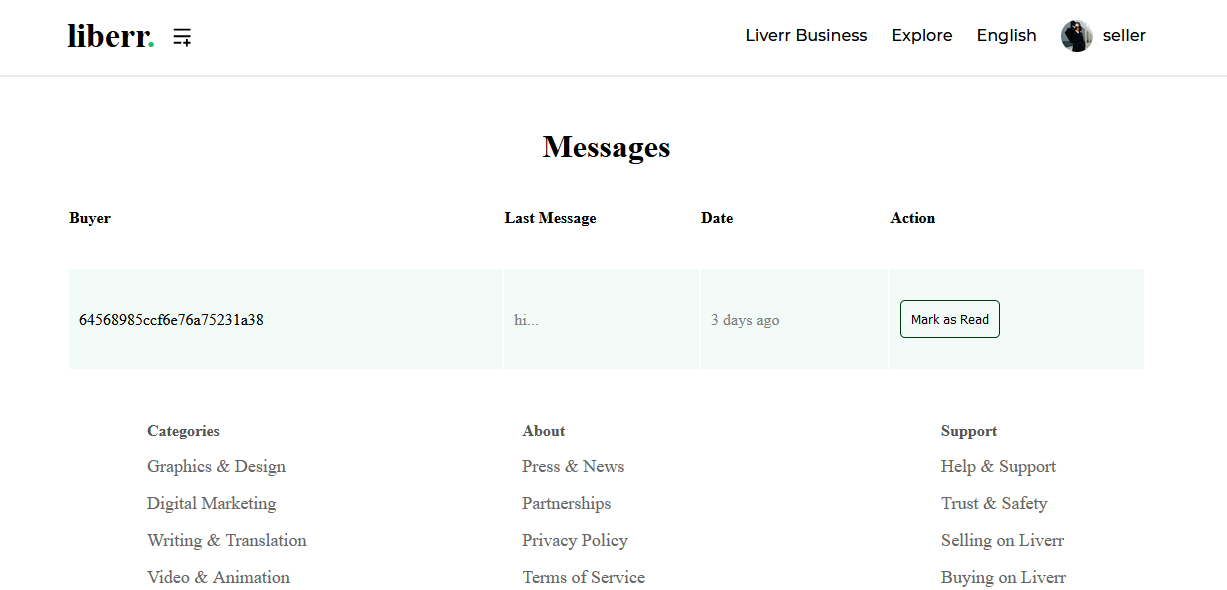 liberr.
Liverr Business Explore English seller
Messages
Buyer Last Message Date Action
64568985ccf6e76a75231a38 hi... 3 days ago Mark as Read
Categories About Support
Graphics & Design Press & News Help & Support
Digital Marketing Partnerships Trust & Safety
Writing & Translation Privacy Policy Selling on Liverr
Video & Animation Terms of Service Buying on Liverr